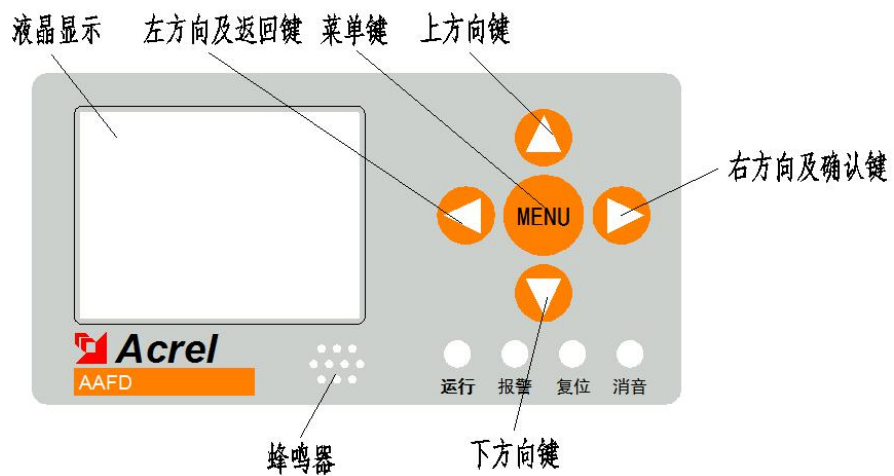 液晶显示 左方向及返回键 菜单键 上方向键
右方向及确认键
MENU
Acrel
AAFD
运行 报警 复位 消音
蜂鸣器 下方向键